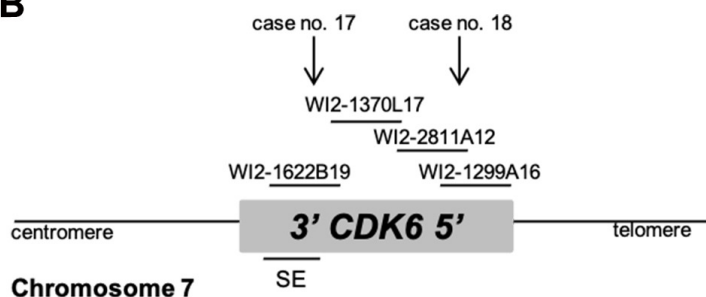 B
case no. 17 case no. 18
WI2-1370L17
WI2-2811A12
WI2-1622B19 WI2-1299A16
3’ CDK6 5’
centromere telomere
SE
Chromosome 7